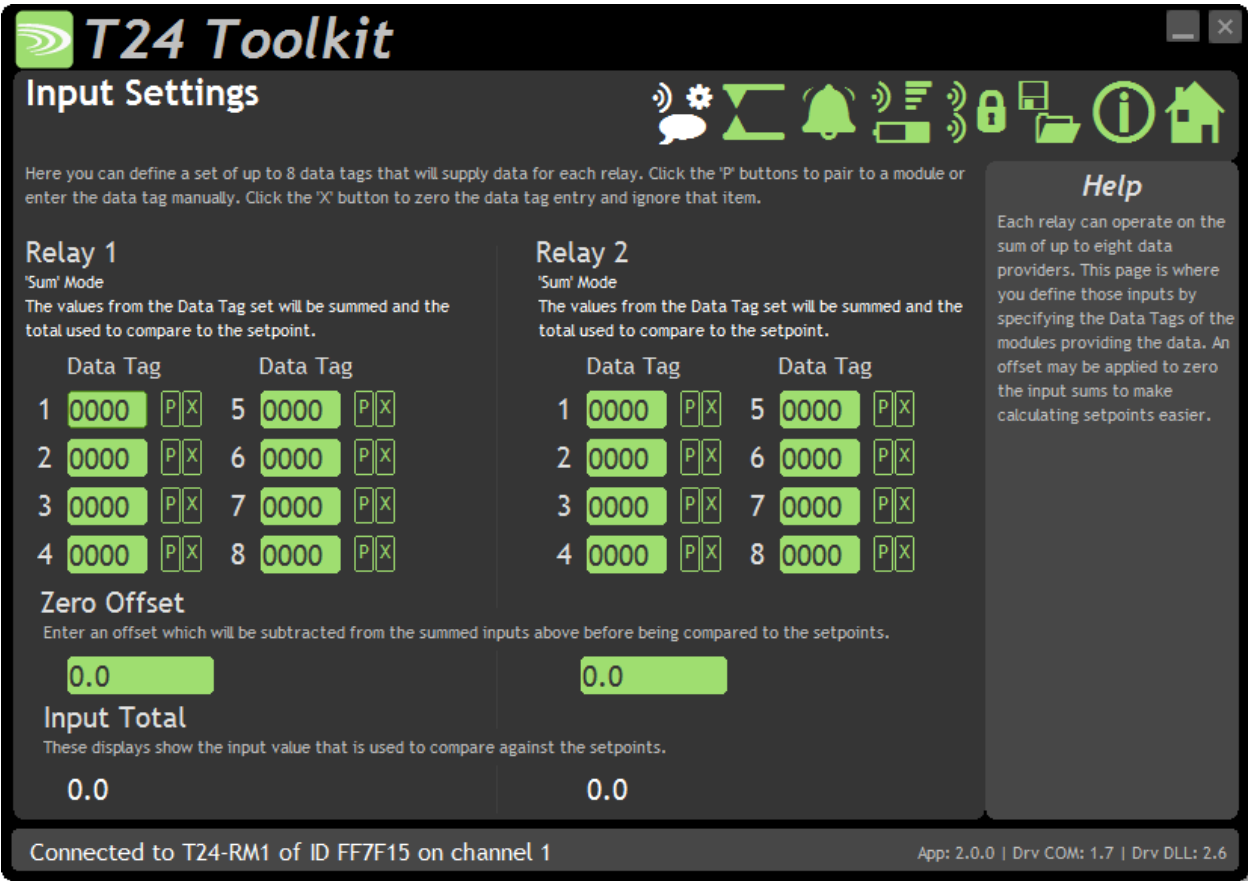 T24 Toolkit
Input Settings
Here you can define a set of up to 8 data tags that will supply data for each relay. Click the 'P' buttons to pair to a module or
enter the data tag manually. Click the 'X' button to zero the data tag entry and ignore that item.
Relay 1
'Sum' Mode
The values from the Data Tag set will be summed and the
total used to compare to the setpoint.
Data Tag Data Tag
1 0000 P X 5 0000 P X
2 0000 P X 6 0000 P X
3 0000 P X 7 0000 P X
4 0000 P X 8 0000 P X
Relay 2
'Sum' Mode
The values from the Data Tag set will be summed and the
total used to compare to the setpoint.
Data Tag Data Tag
1 0000 P X 5 0000 P X
2 0000 P X 6 0000 P X
3 0000 P X 7 0000 P X
4 0000 P X 8 0000 P X
Zero Offset
Enter an offset which will be subtracted from the summed inputs above before being compared to the setpoints.
0.0 0.0
Input Total
These displays show the input value that is used to compare against the setpoints.
0.0 0.0
Help
Each relay can operate on the
sum of up to eight data
providers. This page is where
you define those inputs by
specifying the Data Tags of the
modules providing the data. An
offset may be applied to zero
the input sums to make
calculating setpoints easier.
Connected to T24-RM1 of ID FF7F15 on channel 1
App: 2.0.0 | Drv COM: 1.7 | Drv DLL: 2.6